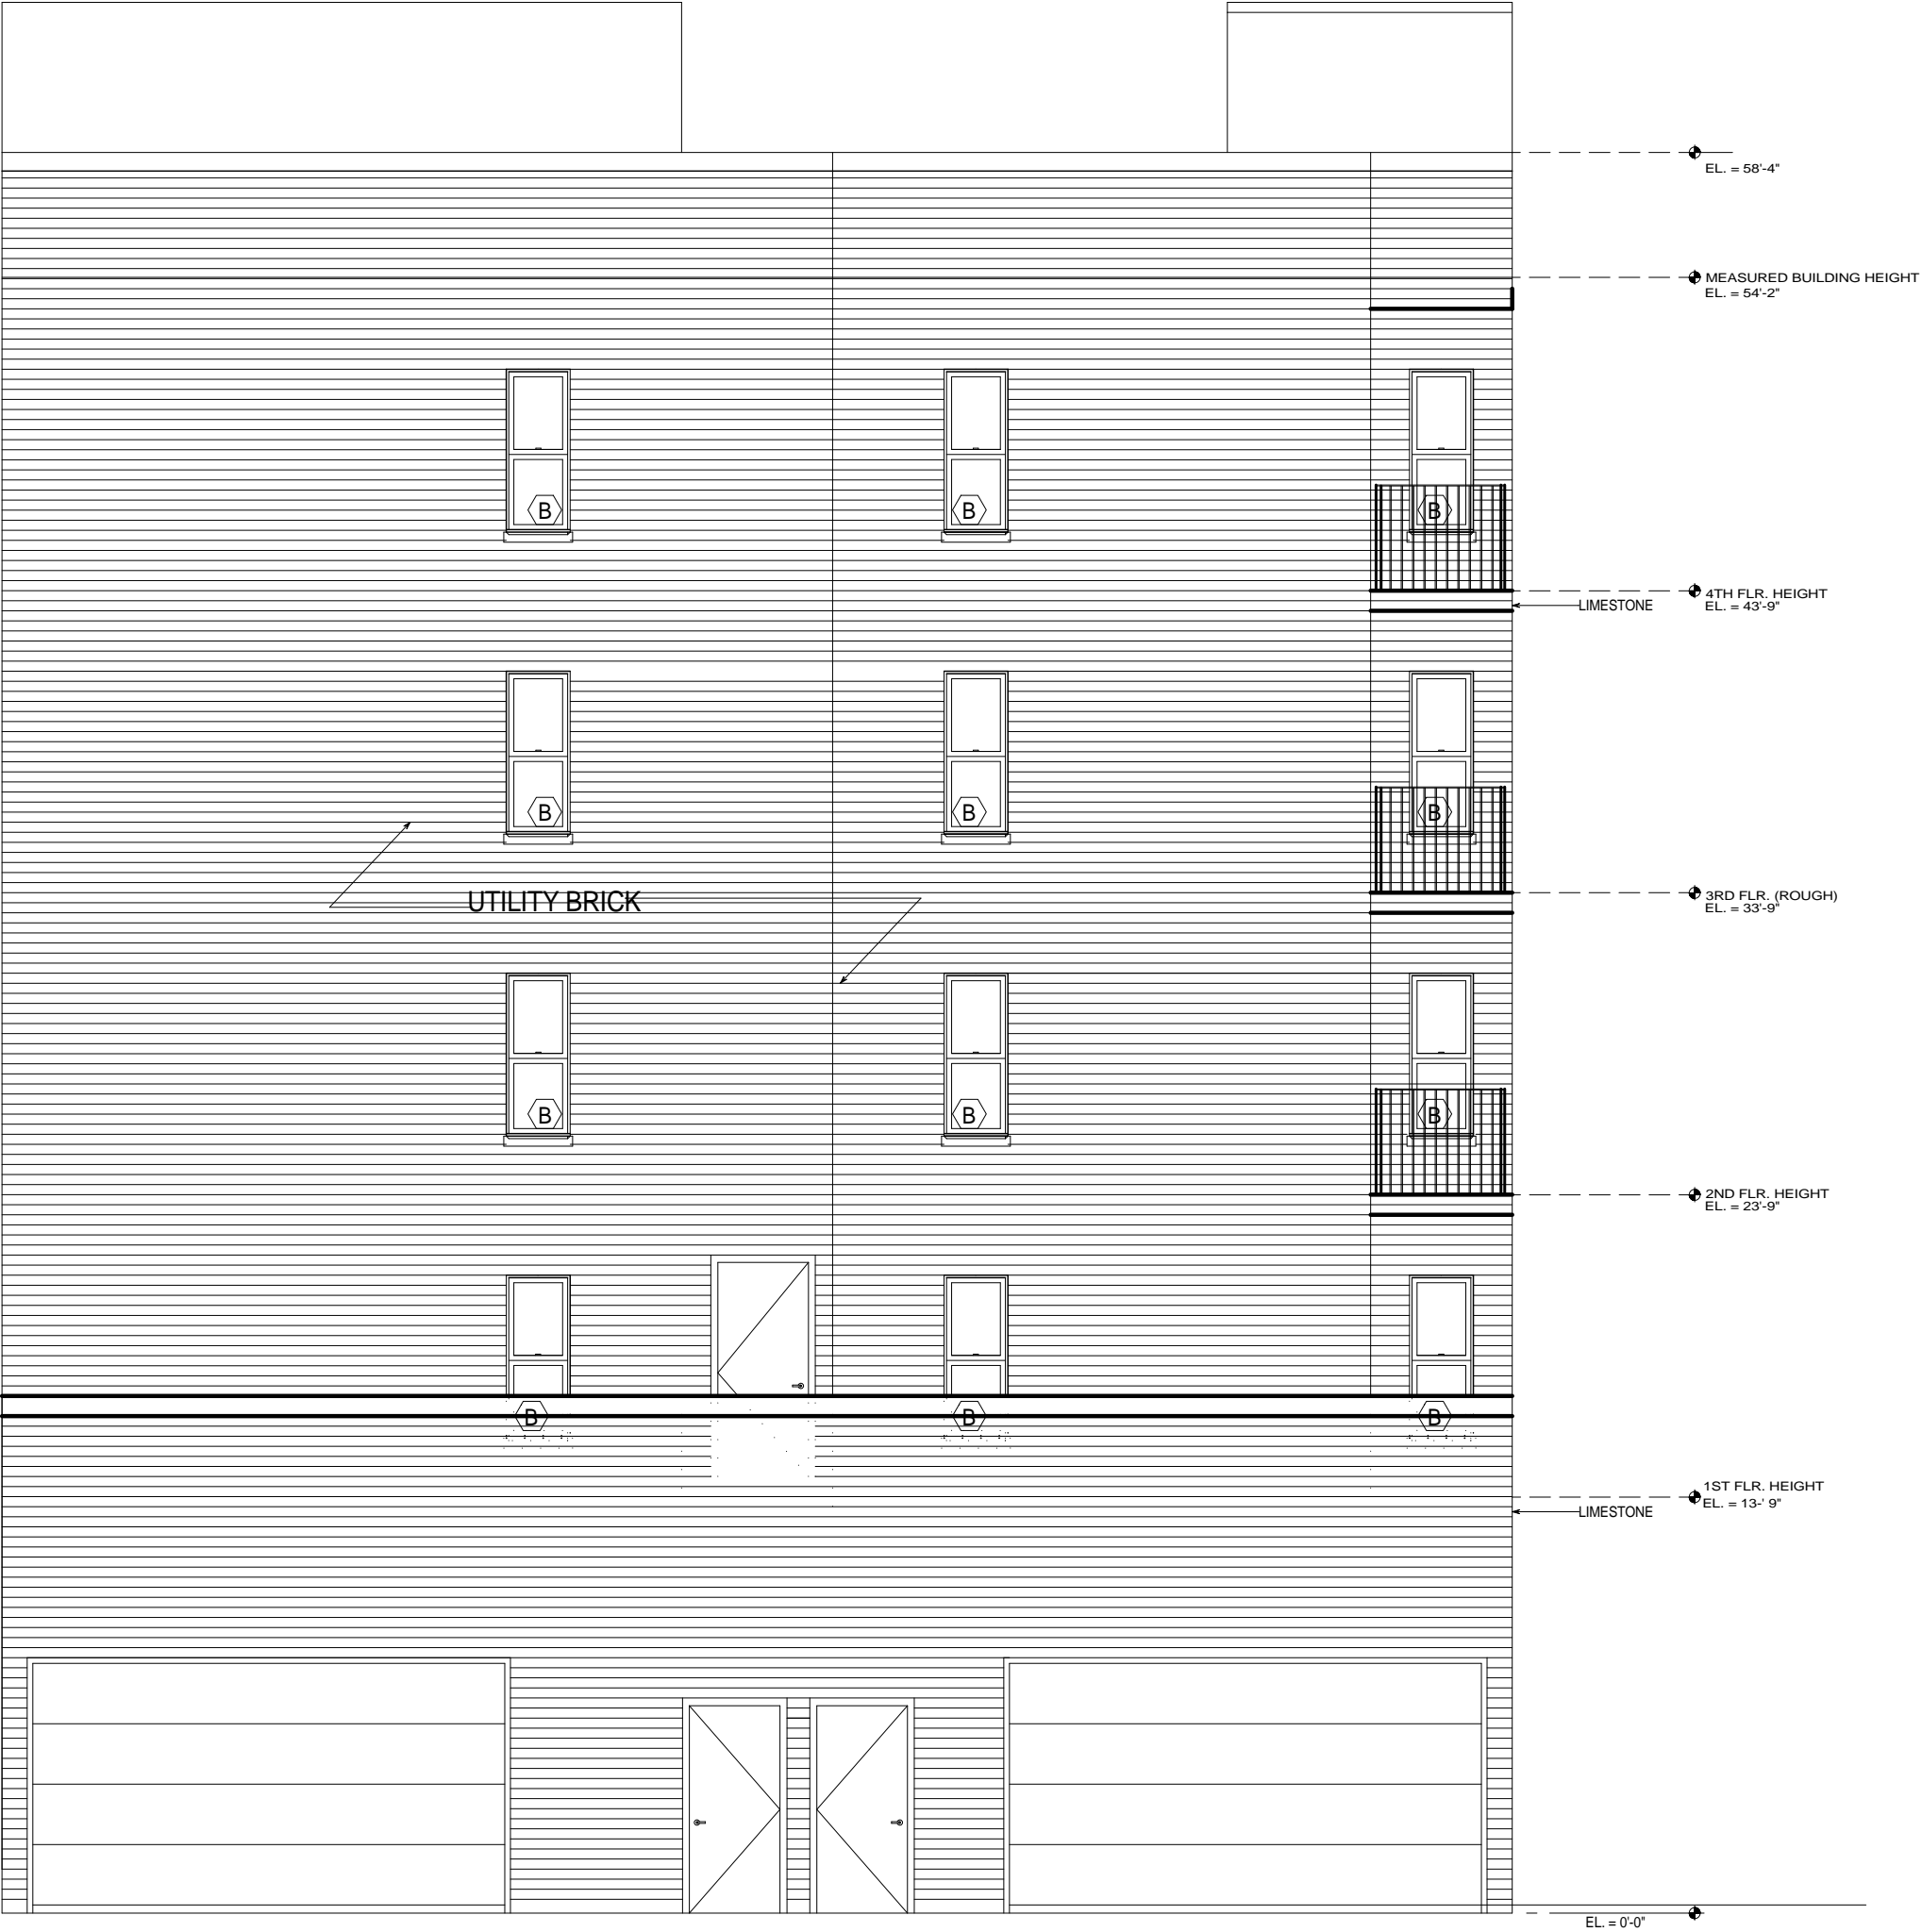 EL. = 58'-4"
MEASURED BUILDING HEIGHT
EL. = 54'-2"
B
B
B
4TH FLR. HEIGHT
EL. = 43'-9"
LIMESTONE
B
B
B
UTILITY BRICK
3RD FLR. (ROUGH)
EL. = 33'-9"
B
B
B
2ND FLR. HEIGHT
EL. = 23'-9"
B
B
B
1ST FLR. HEIGHT
EL. = 13-' 9"
LIMESTONE
EL. = 0'-0"